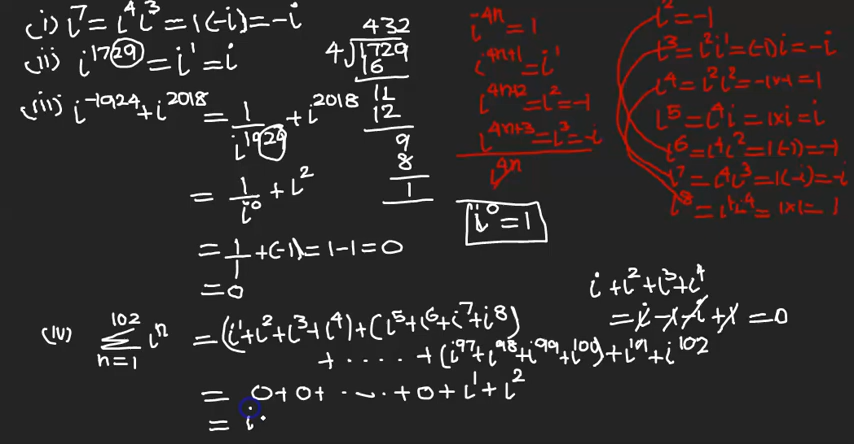 (i) i⁷ = i⁴i³ = 1(-i) = -i
(ii) i¹⁷²⁹ = i¹ = i
(iii) i⁻¹⁹²⁴ + i²⁰¹⁸ = 1/i¹⁹²⁴ + i²⁰¹⁸
= 1/i⁰ + i²
= 1/1 + (-1) = 1 - 1 = 0
= 0
(iv) 102 Σ n=1 iⁿ = (i¹ + i² + i³ + i⁴) + (i⁵ + i⁶ + i⁷ + i⁸)
+ .... + (i⁹⁷ + i⁹⁸ + i⁹⁹ + i¹⁰⁰) + i¹⁰¹ + i¹⁰²
= 0 + 0 + ... + 0 + i¹ + i²
= i
432
4 1729
16
12
12
9
8
1
i⁴ⁿ = 1
i⁴ⁿ⁺¹ = i¹
i⁴ⁿ⁺² = i² = -1
i⁴ⁿ⁺³ = i³ = -i
i⁴ⁿ
i⁰ = 1
i² = -1
i³ = i²i¹ = (-1)i = -i
i⁴ = i²i² = -1x-1 = 1
i⁵ = i⁴i = 1xi = i
i⁶ = i⁴i² = 1(-1) = -1
i⁷ = i⁴i³ = 1(-i) = -i
i⁸ = i⁴i⁴ = 1x1 = 1
i + i² + i³ + i⁴
= i - 1 - i + 1 = 0